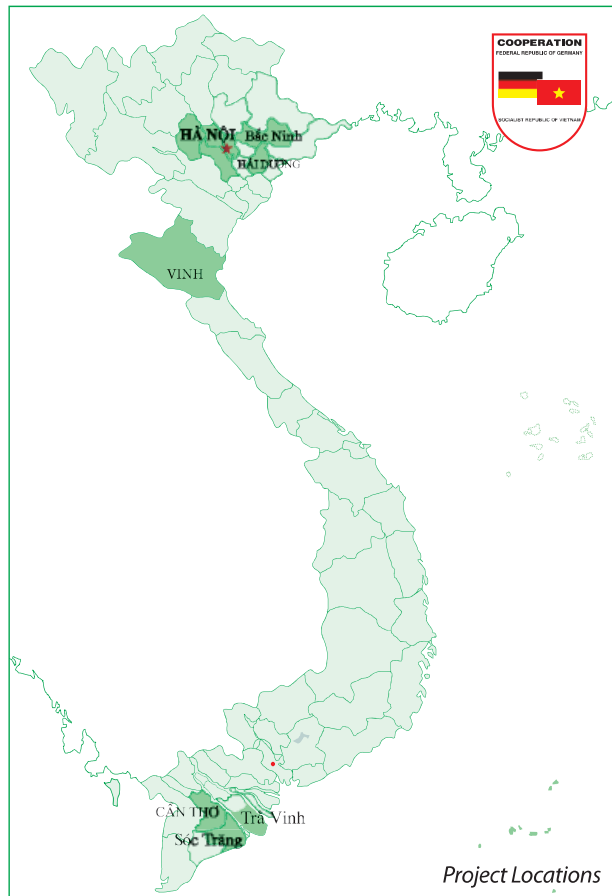 COOPERATION
FEDERAL REPUBLIC OF GERMANY
SOCIALIST REPUBLIC OF VIETNAM
HÀ NỘI
Bắc Ninh
HẢI DƯƠNG
VINH
CẦN THƠ
Trà Vinh
Sóc Trăng
Project Locations